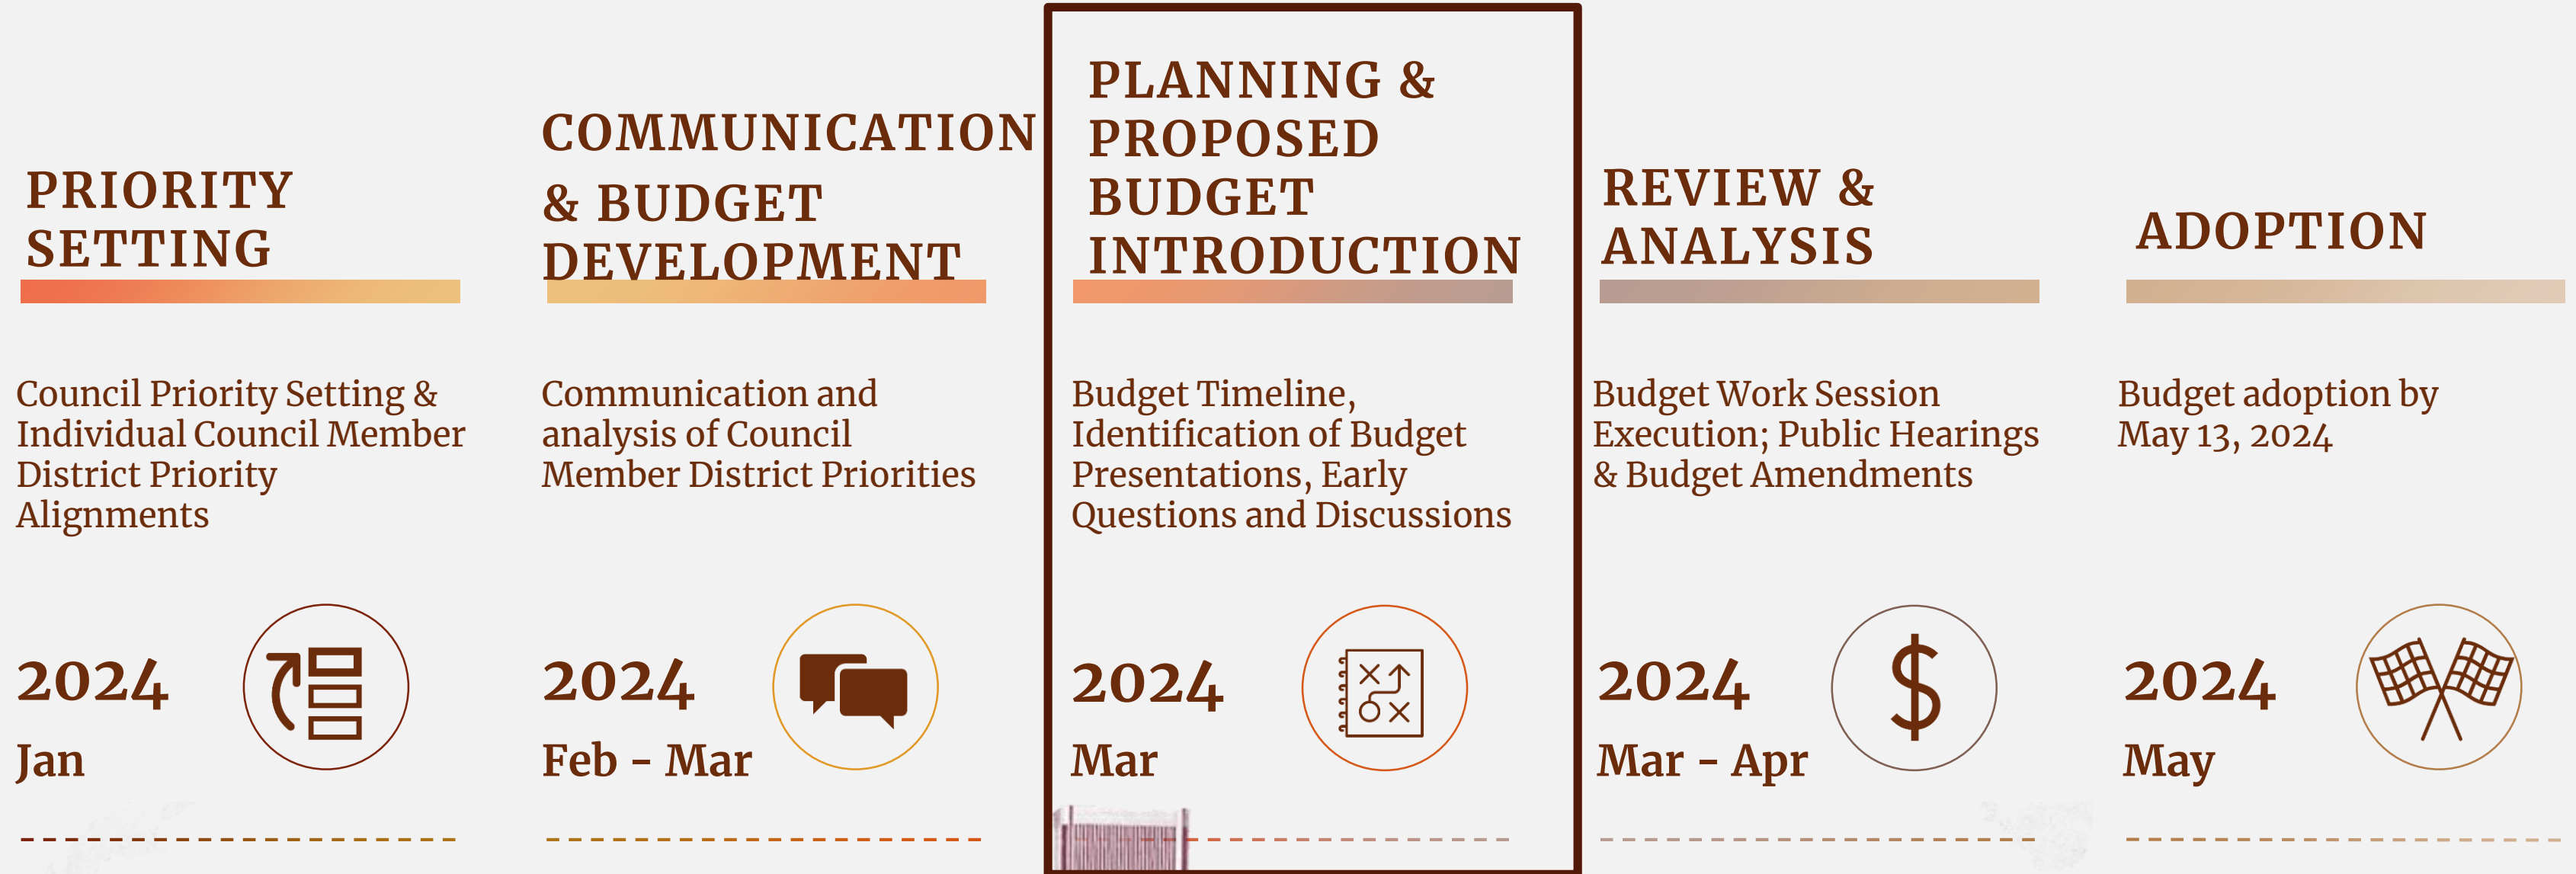 PRIORITY
SETTING
Council Priority Setting &
Individual Council Member
District Priority
Alignments
2024
Jan
COMMUNICATION
& BUDGET
DEVELOPMENT
Communication and
analysis of Council
Member District Priorities
2024
Feb - Mar
PLANNING &
PROPOSED
BUDGET
INTRODUCTION
Budget Timeline,
Identification of Budget
Presentations, Early
Questions and Discussions
2024
Mar
REVIEW &
ANALYSIS
Budget Work Session
Execution; Public Hearings
& Budget Amendments
2024
Mar - Apr
ADOPTION
Budget adoption by
May 13, 2024
2024
May